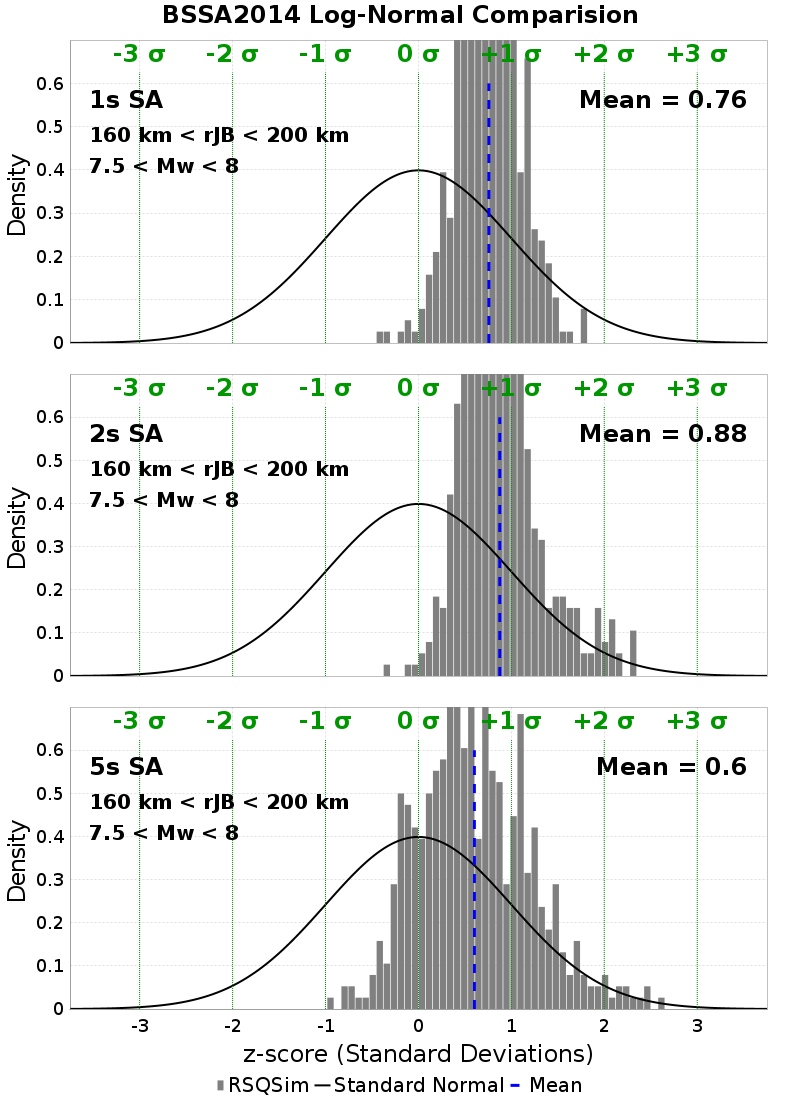 BSSA2014 Log-Normal Comparision
-3 σ -2 σ -1 σ 0 σ +1 σ +2 σ +3 σ
1s SA
Mean = 0.76
160 km < rJB < 200 km
7.5 < Mw < 8
Density
0.6
0.5
0.4
0.3
0.2
0.1
0
-3 σ -2 σ -1 σ 0 σ +1 σ +2 σ +3 σ
2s SA
Mean = 0.88
160 km < rJB < 200 km
7.5 < Mw < 8
Density
0.6
0.5
0.4
0.3
0.2
0.1
0
-3 σ -2 σ -1 σ 0 σ +1 σ +2 σ +3 σ
5s SA
Mean = 0.6
160 km < rJB < 200 km
7.5 < Mw < 8
Density
0.6
0.5
0.4
0.3
0.2
0.1
0
-3 -2 -1 0 1 2 3
z-score (Standard Deviations)
RSQSim Standard Normal Mean